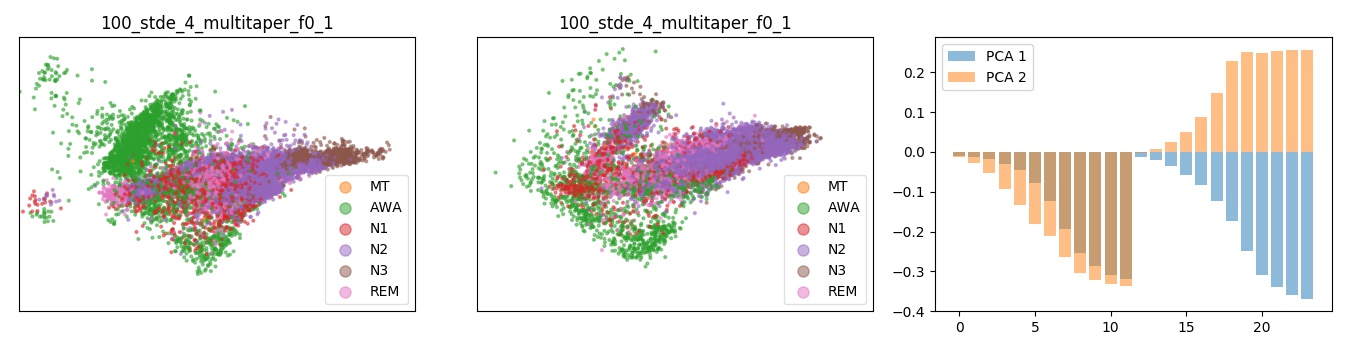 100_stde_4_multitaper_f0_1
MT
AWA
N1
N2
N3
REM
100_stde_4_multitaper_f0_1
MT
AWA
N1
N2
N3
REM
PCA 1
PCA 2
0.2
0.1
0.0
−0.1
−0.2
−0.3
−0.4
0 5 10 15 20